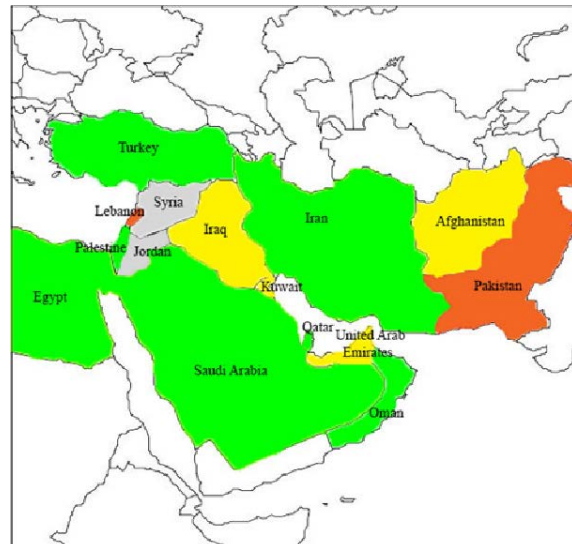 Turkey
Syria
Lebanon
Iran
Afghanistan
Iraq
Palestine
Jordan
Kuwait
Pakistan
Egypt
Qatar
United Arab
Emirates
Saudi Arabia
Oman